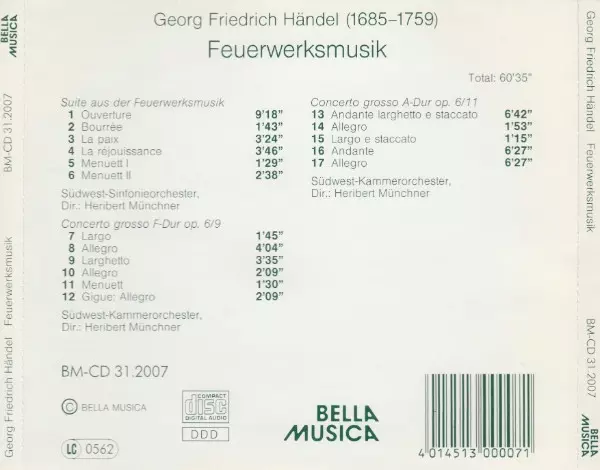 BELLA
MUSICA
BM-CD 31.2007
Georg Friedrich Händel Feuerwerksmusik
Georg Friedrich Händel (1685–1759)
Feuerwerksmusik
Total: 60'35"
Suite aus der Feuerwerksmusik
1 Ouverture 9'18"
2 Bourrée 1'43"
3 La paix 3'24"
4 La réjouissance 3'46"
5 Menuett I 1'29"
6 Menuett II 2'38"
Südwest-Sinfonieorchester,
Dir.: Heribert Münchner
Concerto grosso F-Dur op. 6/9
7 Largo 1'45"
8 Allegro 4'04"
9 Larghetto 3'35"
10 Allegro 2'09"
11 Menuett 1'30"
12 Gigue: Allegro 2'09"
Südwest-Kammerorchester,
Dir.: Heribert Münchner
Concerto grosso A-Dur op. 6/11
13 Andante larghetto e staccato 6'42"
14 Allegro 1'53"
15 Largo e staccato 1'15"
16 Andante 6'27"
17 Allegro 6'27"
Südwest-Kammerorchester,
Dir.: Heribert Münchner
BM-CD 31.2007
© BELLA MUSICA
LC 0562
COMPACT
disc
DIGITAL AUDIO
DDD
BELLA
MUSICA
4 014513 000071
Georg Friedrich Händel Feuerwerksmusik
BM-CD 31.2007
BELLA
MUSICA